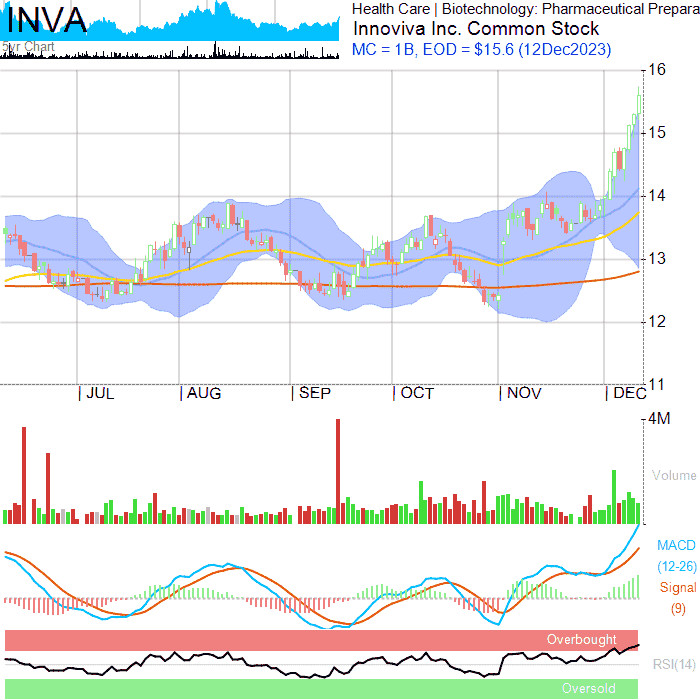 INVA
5yr Chart
Health Care | Biotechnology: Pharmaceutical Prepara
Innoviva Inc. Common Stock
MC = 1B, EOD = $15.6 (12Dec2023)
16
15
14
13
12
11
JUL AUG SEP OCT NOV DEC
4M
Volume
MACD
(12-26)
Signal
(9)
Overbought
RSI(14)
Oversold